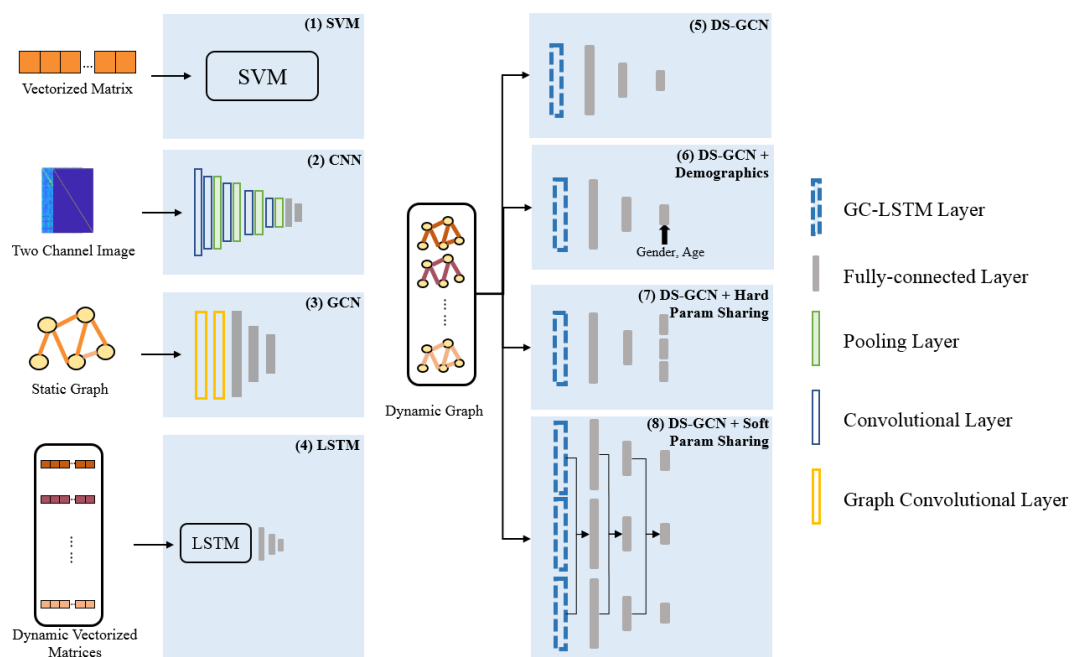 (1) SVM
SVM
Vectorized Matrix
(2) CNN
Two Channel Image
(3) GCN
Static Graph
(4) LSTM
LSTM
Dynamic Vectorized
Matrices
Dynamic Graph
(5) DS-GCN
(6) DS-GCN +
Demographics
Gender, Age
(7) DS-GCN + Hard
Param Sharing
(8) DS-GCN + Soft
Param Sharing
GC-LSTM Layer
Fully-connected Layer
Pooling Layer
Convolutional Layer
Graph Convolutional Layer